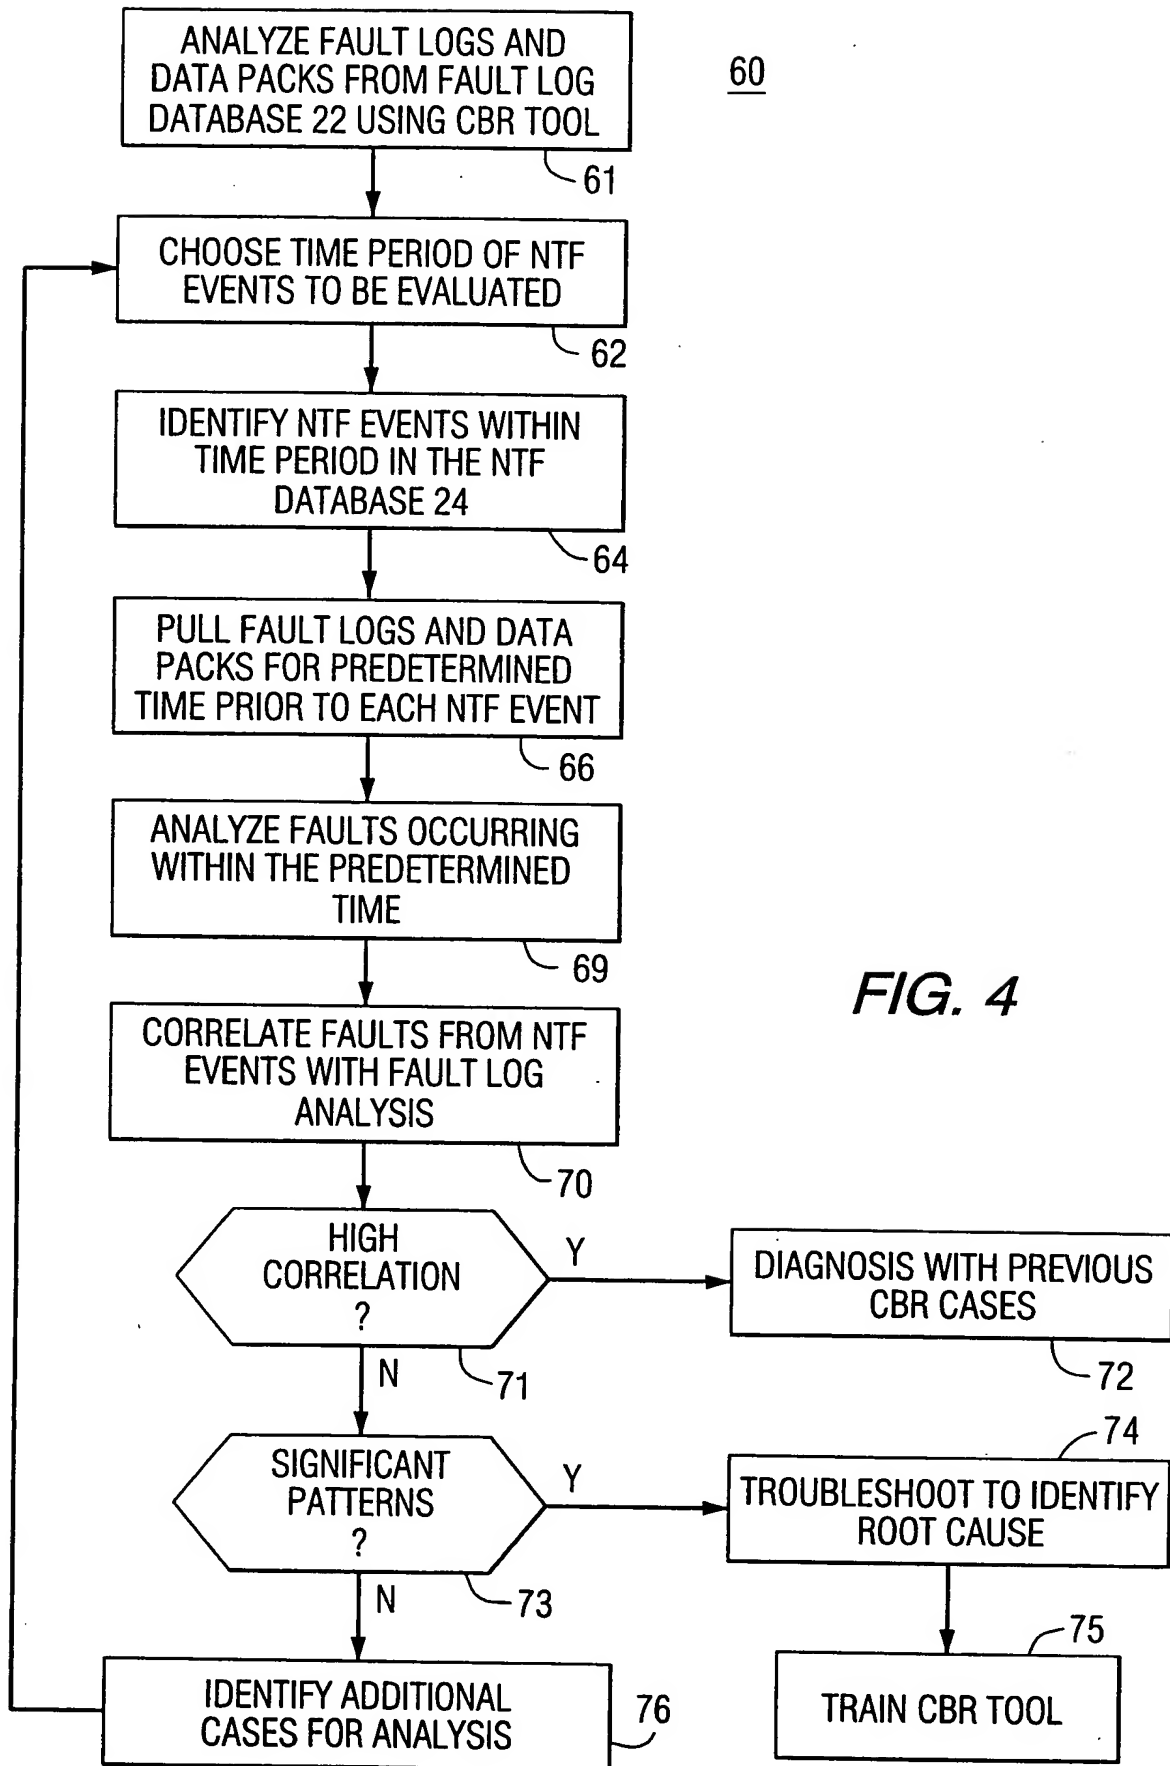 ANALYZE FAULT LOGS AND
DATA PACKS FROM FAULT LOG
DATABASE 22 USING CBR TOOL
60
61
CHOOSE TIME PERIOD OF NTF
EVENTS TO BE EVALUATED
62
IDENTIFY NTF EVENTS WITHIN
TIME PERIOD IN THE NTF
DATABASE 24
64
PULL FAULT LOGS AND DATA
PACKS FOR PREDETERMINED
TIME PRIOR TO EACH NTF EVENT
66
ANALYZE FAULTS OCCURRING
WITHIN THE PREDETERMINED
TIME
69
FIG. 4
CORRELATE FAULTS FROM NTF
EVENTS WITH FAULT LOG
ANALYSIS
70
HIGH
CORRELATION
?
Y
71
N
DIAGNOSIS WITH PREVIOUS
CBR CASES
72
SIGNIFICANT
PATTERNS
?
Y
73
N
74
TROUBLESHOOT TO IDENTIFY
ROOT CAUSE
75
TRAIN CBR TOOL
IDENTIFY ADDITIONAL
CASES FOR ANALYSIS
76